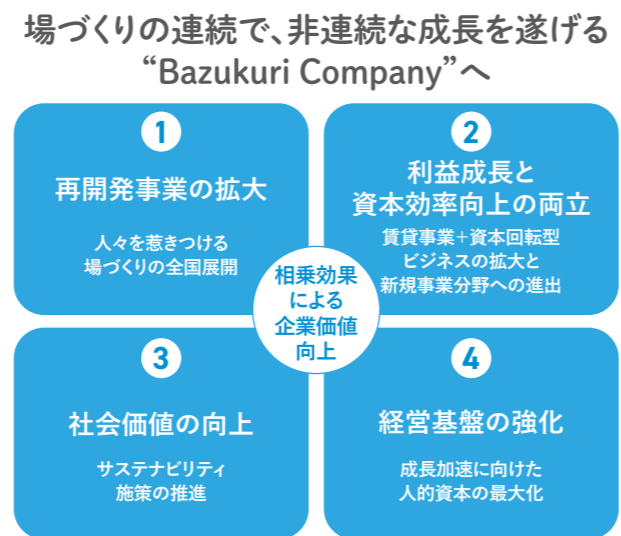 場づくりの連続で、非連続な成長を遂げる
“Bazukuri Company”へ
1
再開発事業の拡大
人々を惹きつける
場づくりの全国展開
2
利益成長と
資本効率向上の両立
賃貸事業+資本回転型
ビジネスの拡大と
新規事業分野への進出
相乗効果
による
企業価値
向上
3
社会価値の向上
サステナビリティ
施策の推進
4
経営基盤の強化
成長加速に向けた
人的資本の最大化